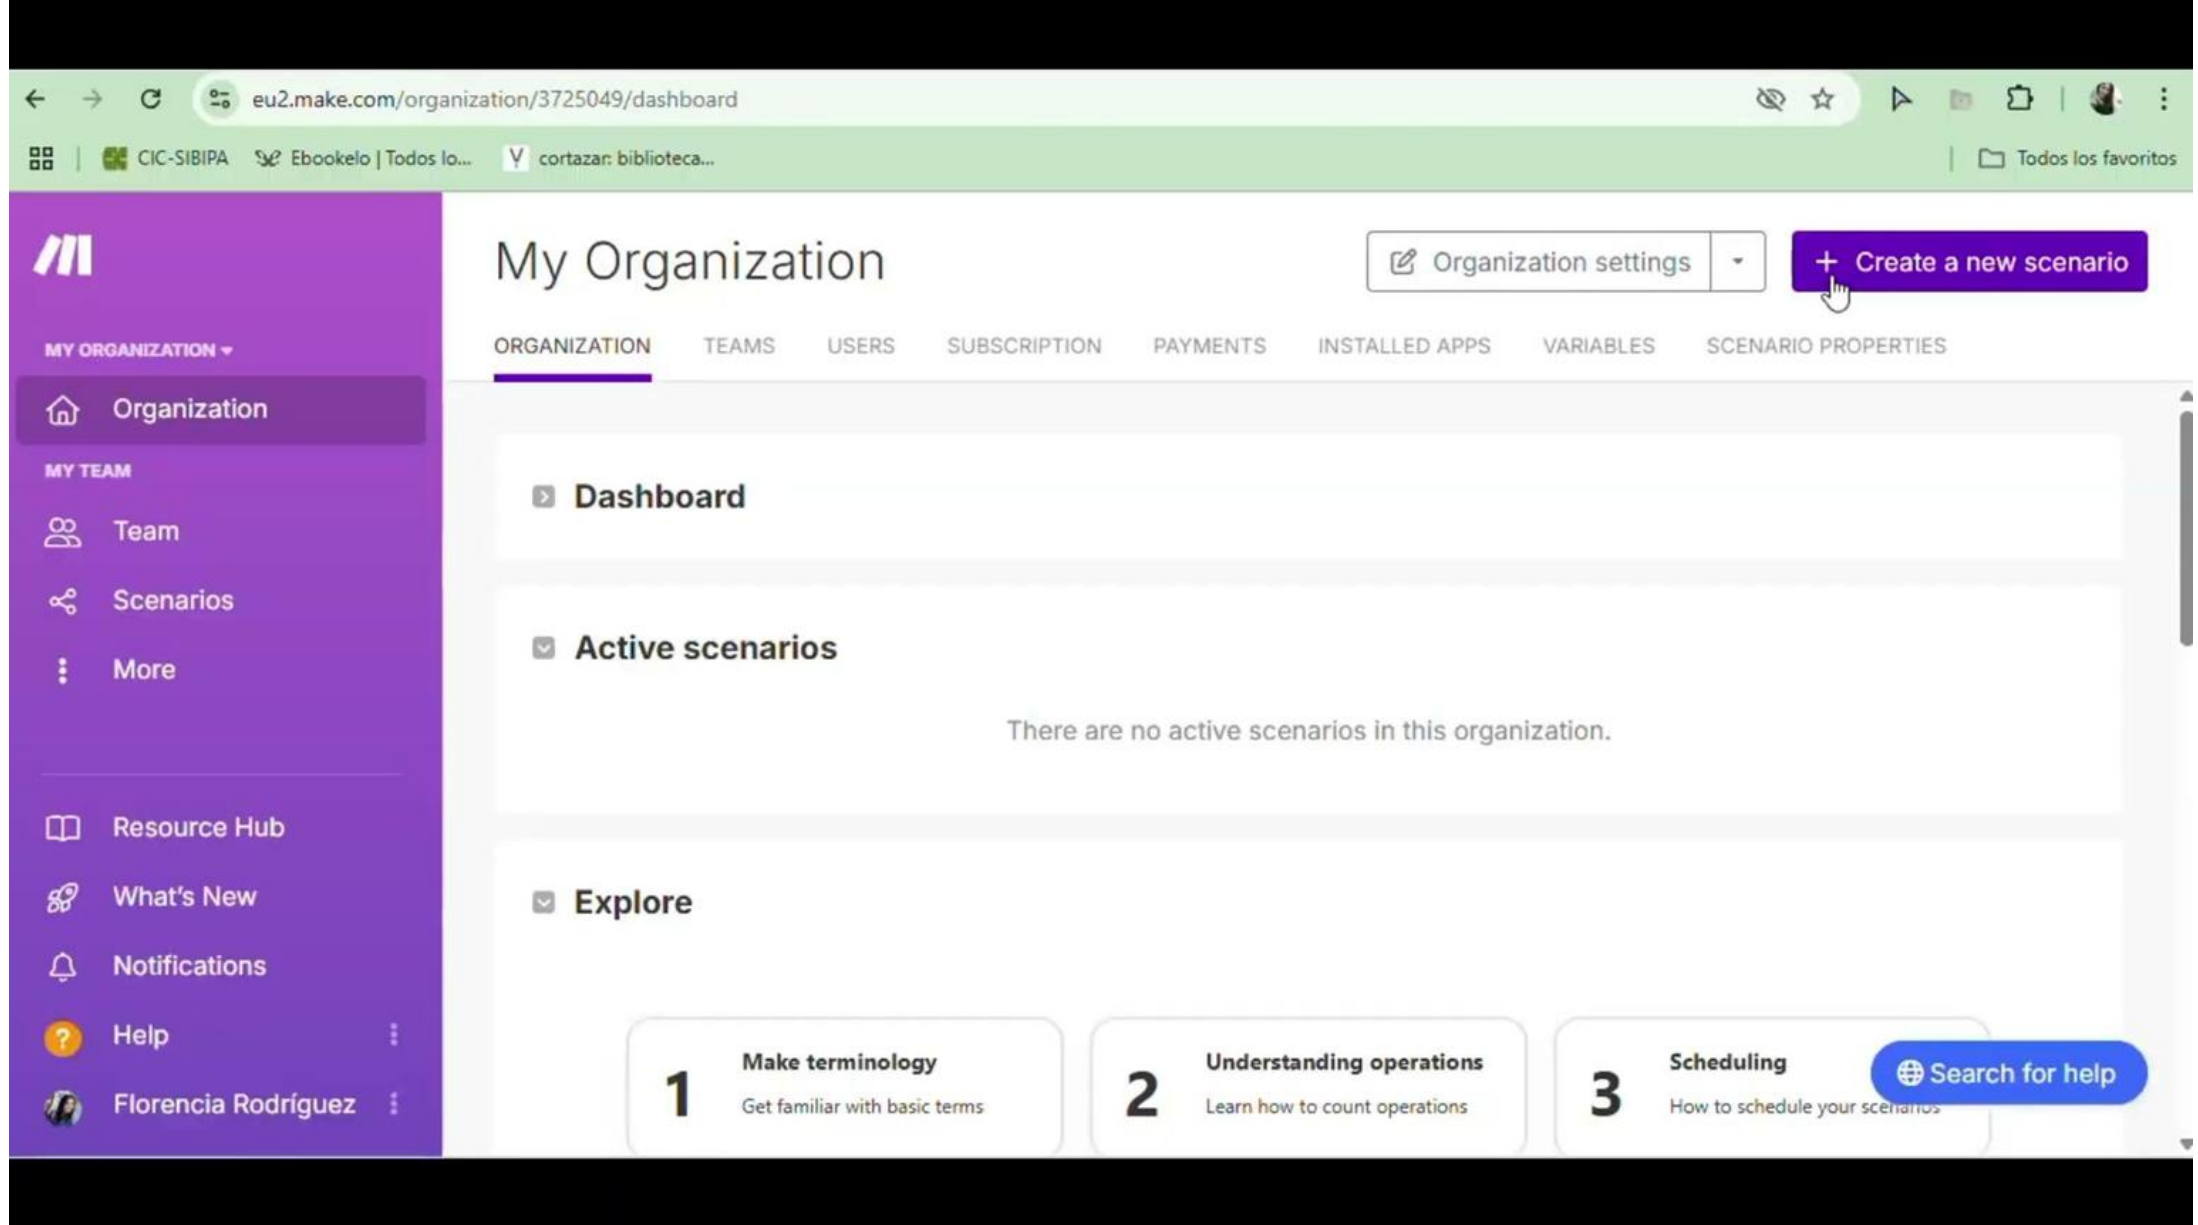 eu2.make.com/organization/3725049/dashboard
CIC-SIBIPA Ebookelo | Todos lo... cortazar: biblioteca... Todos los favoritos
My Organization Organization settings + Create a new scenario
MY ORGANIZATION
ORGANIZATION TEAMS USERS SUBSCRIPTION PAYMENTS INSTALLED APPS VARIABLES SCENARIO PROPERTIES
Organization
MY TEAM
Team
Scenarios
More
Resource Hub
What's New
Notifications
Help
Florencia Rodríguez
Dashboard
Active scenarios
There are no active scenarios in this organization.
Explore
1
Make terminology
Get familiar with basic terms
2
Understanding operations
Learn how to count operations
3
Scheduling
How to schedule your scenarios
Search for help